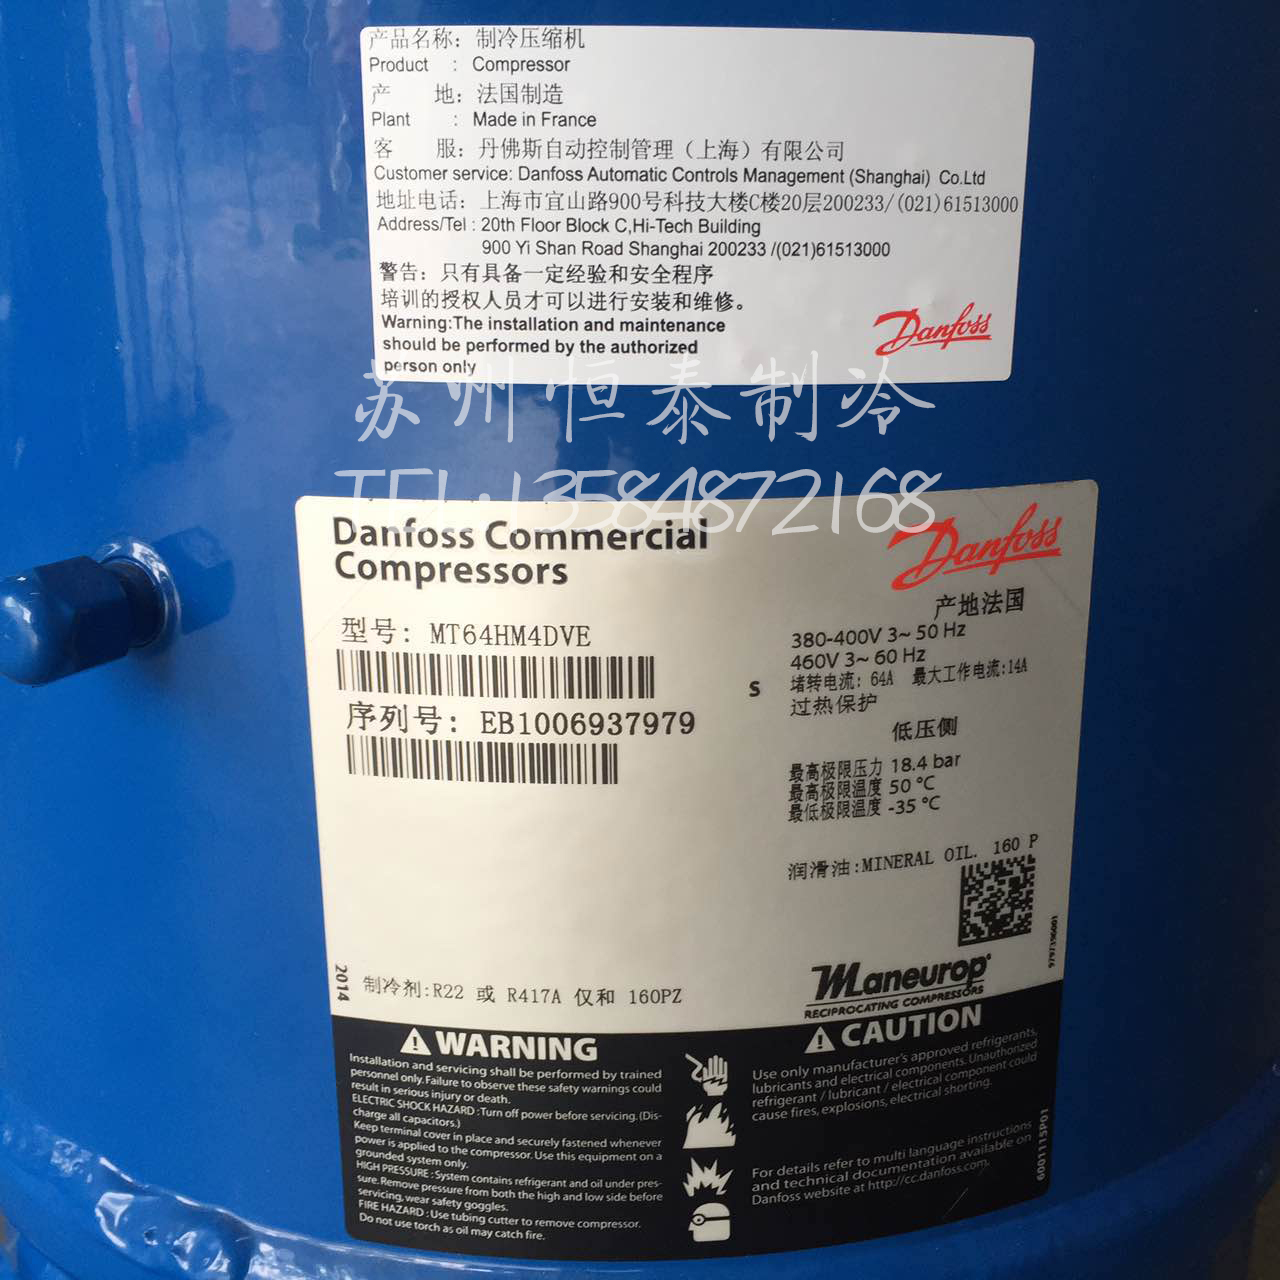 产品名称：制冷压缩机
Product : Compressor
产 地：法国制造
Plant : Made in France
客 服：丹佛斯自动控制管理（上海）有限公司
Customer service: Danfoss Automatic Controls Management (Shanghai) Co.Ltd
地址电话：上海市宜山路900号科技大楼C楼20层200233/(021)61513000
Address/Tel : 20th Floor Block C,Hi-Tech Building
900 Yi Shan Road Shanghai 200233 /(021)61513000
警告：只有具备一定经验和安全程序
培训的授权人员才可以进行安装和维修。
Warning:The installation and maintenance
should be performed by the authorized
person only
Danfoss
苏州恒泰制冷
TEL:13584872168
Danfoss Commercial
Compressors
Danfoss
产地法国
型号: MT64HM4DVE
序列号: EB1006937979
S
380-400V 3~ 50 Hz
460V 3~ 60 Hz
堵转电流: 64A 最大工作电流:14A
过热保护
低压侧
最高极限压力 18.4 bar
最高极限温度 50 °C
最低极限温度 -35 °C
润滑油:MINERAL OIL. 160 P
9797396001
2014
制冷剂:R22 或 R417A 仅和 160PZ
Maneurop
RECIPROCATING COMPRESSORS
WARNING
Installation and servicing shall be performed by trained
personnel only. Failure to observe these safety warnings could
result in serious injury or death.
ELECTRIC SHOCK HAZARD : Turn off power before servicing. (Dis-
charge all capacitors.)
Keep terminal cover in place and securely fastened whenever
power is applied to the compressor. Use this equipment on a
grounded system only.
HIGH PRESSURE : System contains refrigerant and oil under pres-
sure. Remove pressure from both the high and low side before
servicing, wear safety goggles.
FIRE HAZARD : Use tubing cutter to remove compressor.
Do not use torch as oil may catch fire.
CAUTION
Use only manufacturer's approved refrigerants,
lubricants and electrical components. Unauthorized
refrigerant / lubricant / electrical component could
cause fires, explosions, electrical shorting.
For details refer to multi language instructions
and technical documentation available on
Danfoss website at http://cc.danfoss.com.
6001115P01